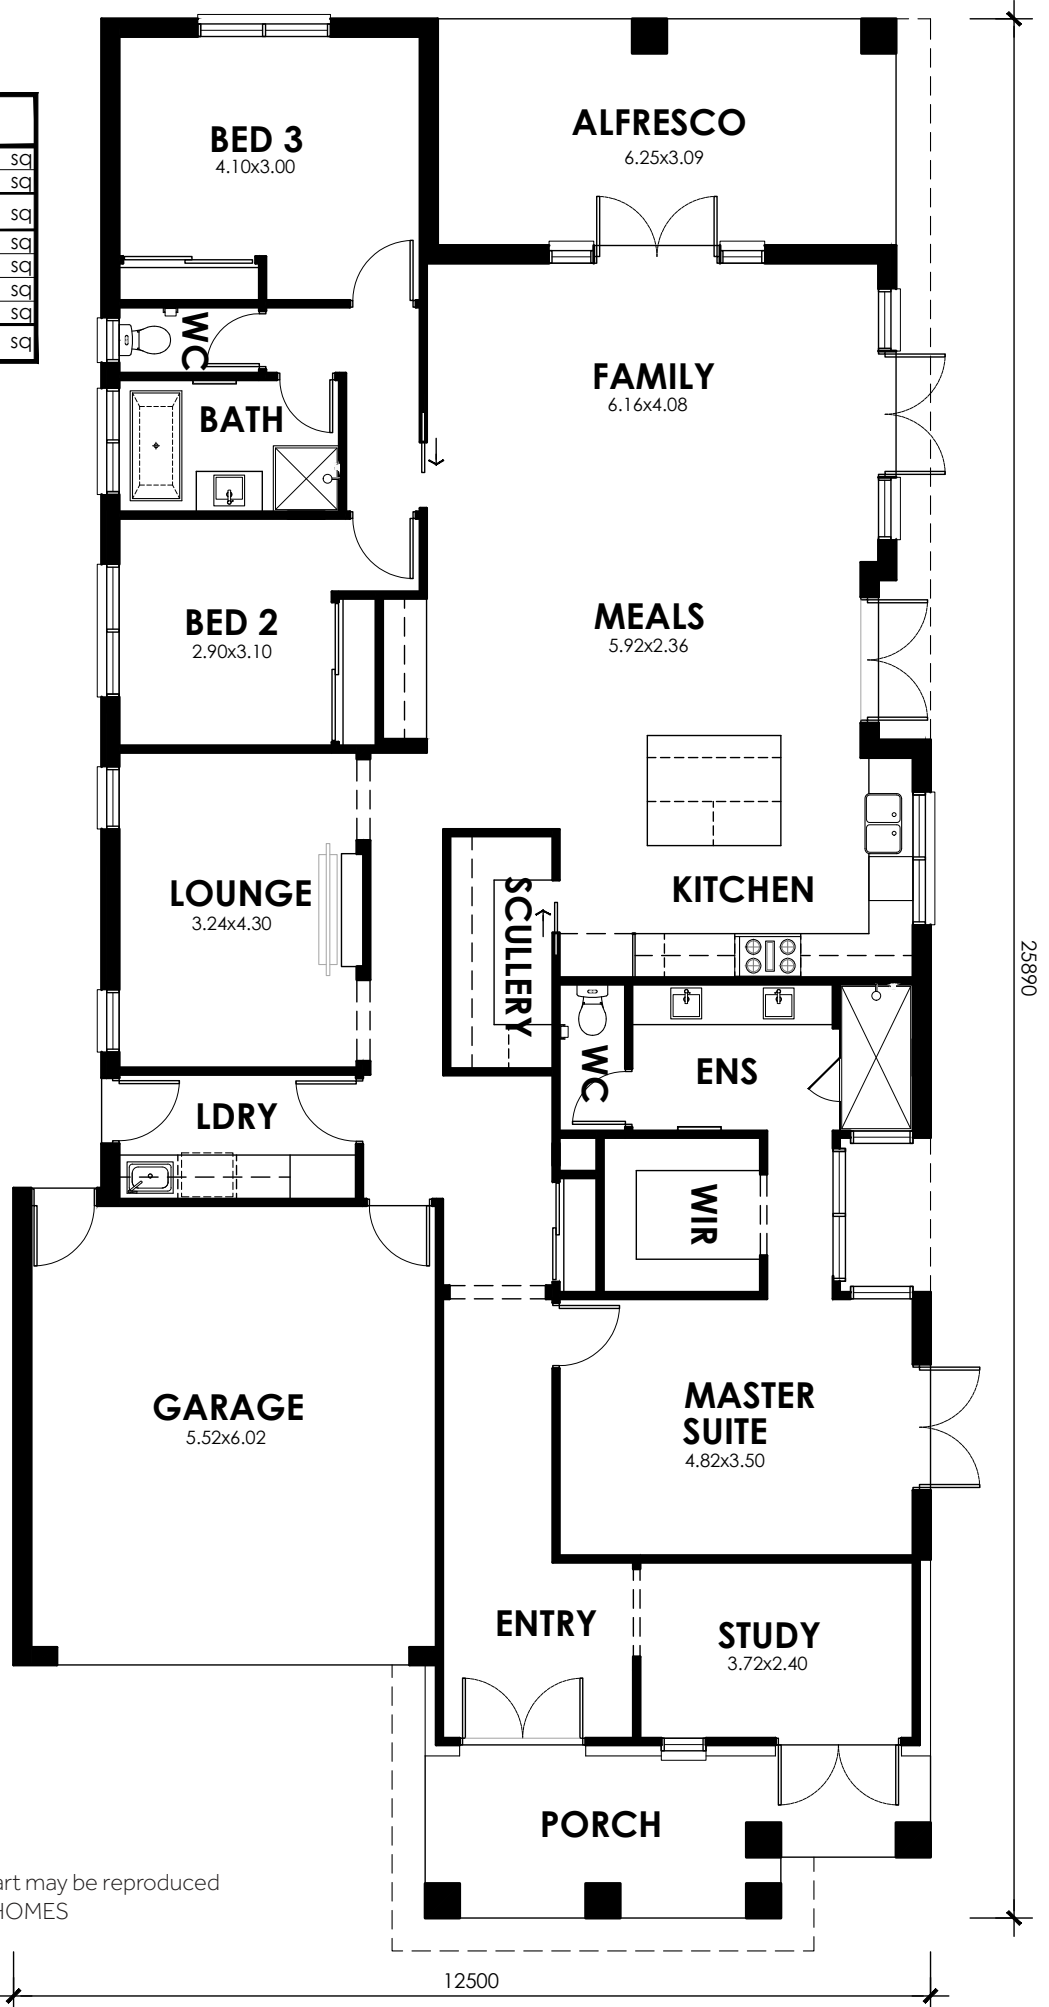 BED 3
4.10x3.00
ALFRESCO
6.25x3.09
sq
sq
sq
sq
sq
sq
sq
sq
WC
BATH
FAMILY
6.16x4.08
BED 2
2.90x3.10
MEALS
5.92x2.36
LOUNGE
3.24x4.30
SCULLERY
KITCHEN
25890
WC
ENS
LDRY
WIR
GARAGE
5.52x6.02
MASTER
SUITE
4.82x3.50
ENTRY
STUDY
3.72x2.40
PORCH
art may be reproduced
HOMES
12500